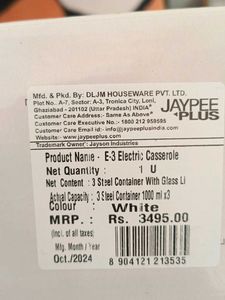 Mfd. & Pkd. By: DLJM HOUSEWARE PVT. LTD.
Plot No. A-7, Sector: A-3, Tronica City, Loni,
Ghaziabad - 201102 (Uttar Pradesh) INDIA
Customer Care Address:- Same As Above
Customer Care Executive No.:- 1800 212 959595
Customer Care Email id:- info@jaypeeplusindia.com
www.jaypeeplus.com
JAYPEE
PLUS
Trademark Owner: Jayson Industries
Product Name - E-3 Electric Casserole
Net Quantity : 1 U
Net Content : 3 Steel Container With Glass Li
Actual Capacity : 3 Steel Container 1000 ml x3
Colour : White
MRP. : Rs. 3495.00
(Incl. of all taxes)
Mfg. Month / Year
Oct./2024
8 904121 213535